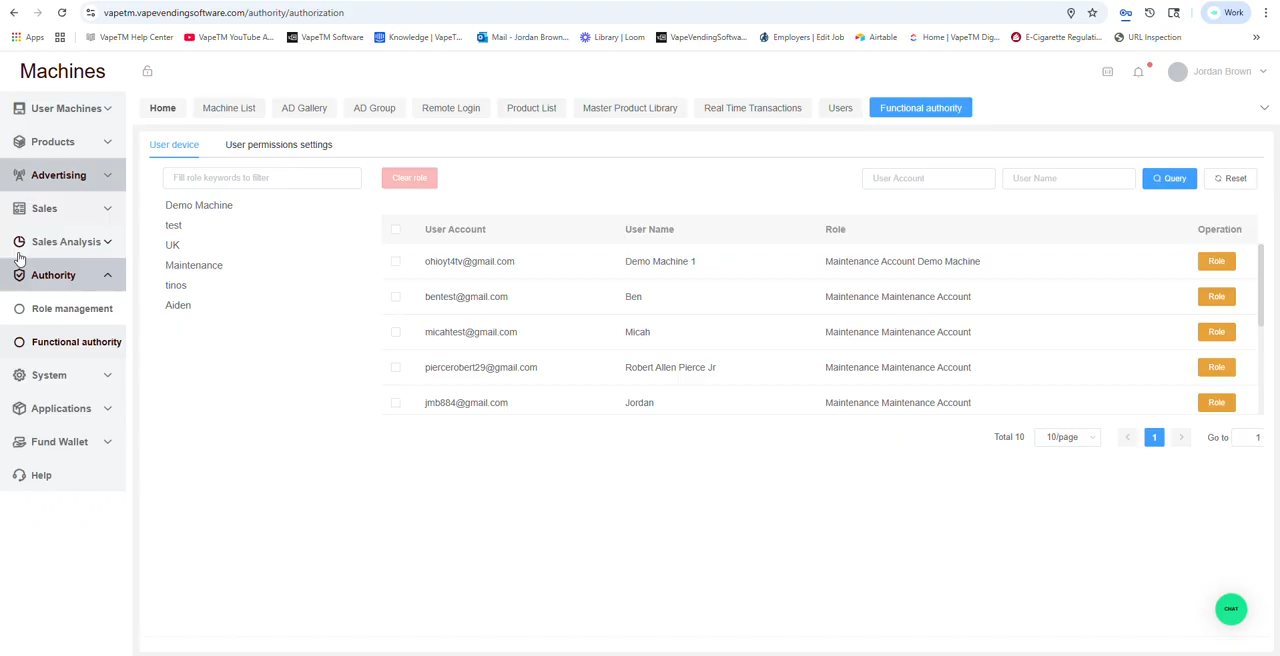 vapetm.vapevendingsoftware.com/authority/authorization
Work
Apps
VapeTM Help Center
VapeTM YouTube A...
VapeTM Software
Knowledge | VapeT...
Mail - Jordan Brown...
Library | Loom
VapeVendingSoftwa...
Employers | Edit Job
Airtable
Home | VapeTM Dig...
E-Cigarette Regulati...
URL Inspection
Machines
Jordan Brown
User Machines
Products
Advertising
Sales
Sales Analysis
Authority
Role management
Functional authority
System
Applications
Fund Wallet
Help
Home
Machine List
AD Gallery
AD Group
Remote Login
Product List
Master Product Library
Real Time Transactions
Users
Functional authority
User device
User permissions settings
Fill role keywords to filter
Demo Machine
test
UK
Maintenance
tinos
Aiden
Clear role
User Account
User Name
Query
Reset
User Account User Name Role Operation
ohioyt4tv@gmail.com Demo Machine 1 Maintenance Account Demo Machine Role
bentest@gmail.com Ben Maintenance Maintenance Account Role
micahtest@gmail.com Micah Maintenance Maintenance Account Role
piercerobert29@gmail.com Robert Allen Pierce Jr Maintenance Maintenance Account Role
jmb884@gmail.com Jordan Maintenance Maintenance Account Role
Total 10 10/page 1 Go to 1
CHAT